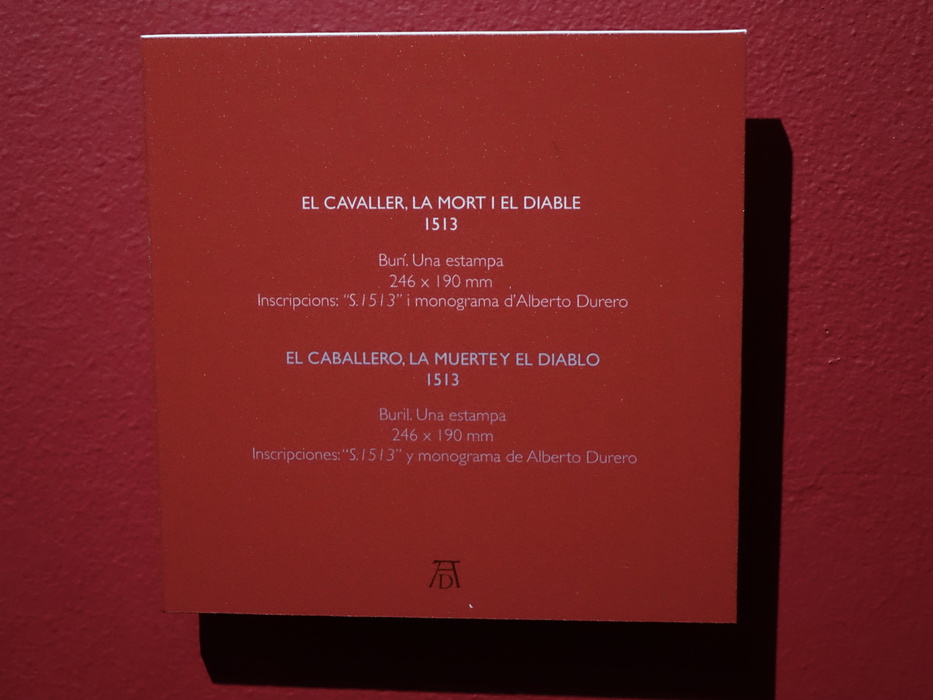 EL CAVALLER, LA MORT I EL DIABLE
1513
Burí. Una estampa
246 x 190 mm
Inscripcions: “S.1513” i monograma d’Alberto Durero
EL CABALLERO, LA MUERTE Y EL DIABLO
1513
Buril. Una estampa
246 x 190 mm
Inscripciones: “S.1513” y monograma de Alberto Durero
AD